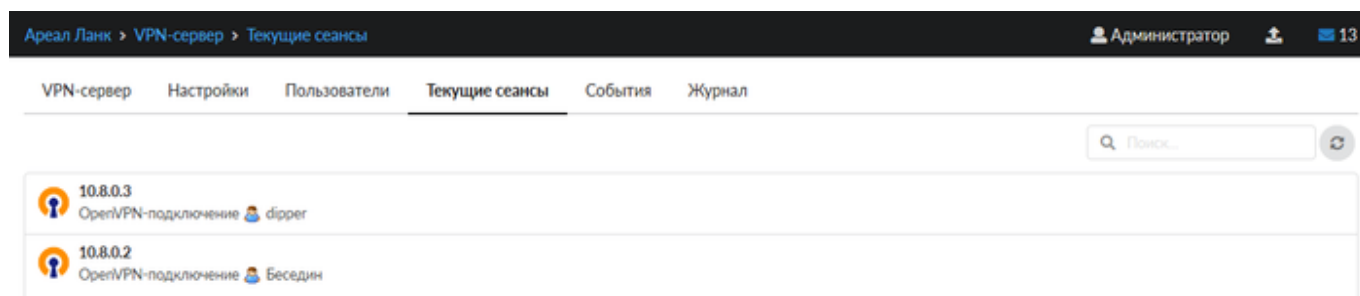 Ареал Ланк > VPN-сервер > Текущие сеансы Администратор 13
VPN-сервер Настройки Пользователи Текущие сеансы События Журнал
Поиск...
10.8.0.3
OpenVPN-подключение dipper
10.8.0.2
OpenVPN-подключение Беседин